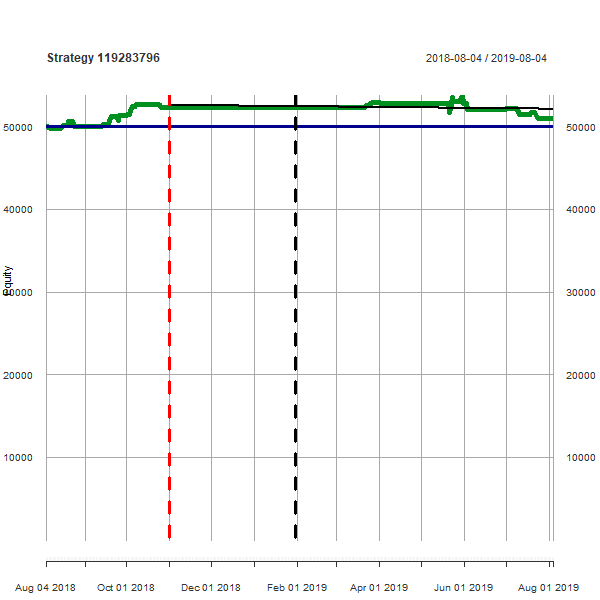 Strategy 119283796
2018-08-04 / 2019-08-04
50000 50000
40000 40000
Equity
30000 30000
20000 20000
10000 10000
Aug 04 2018 Oct 01 2018 Dec 01 2018 Feb 01 2019 Apr 01 2019 Jun 01 2019 Aug 01 2019